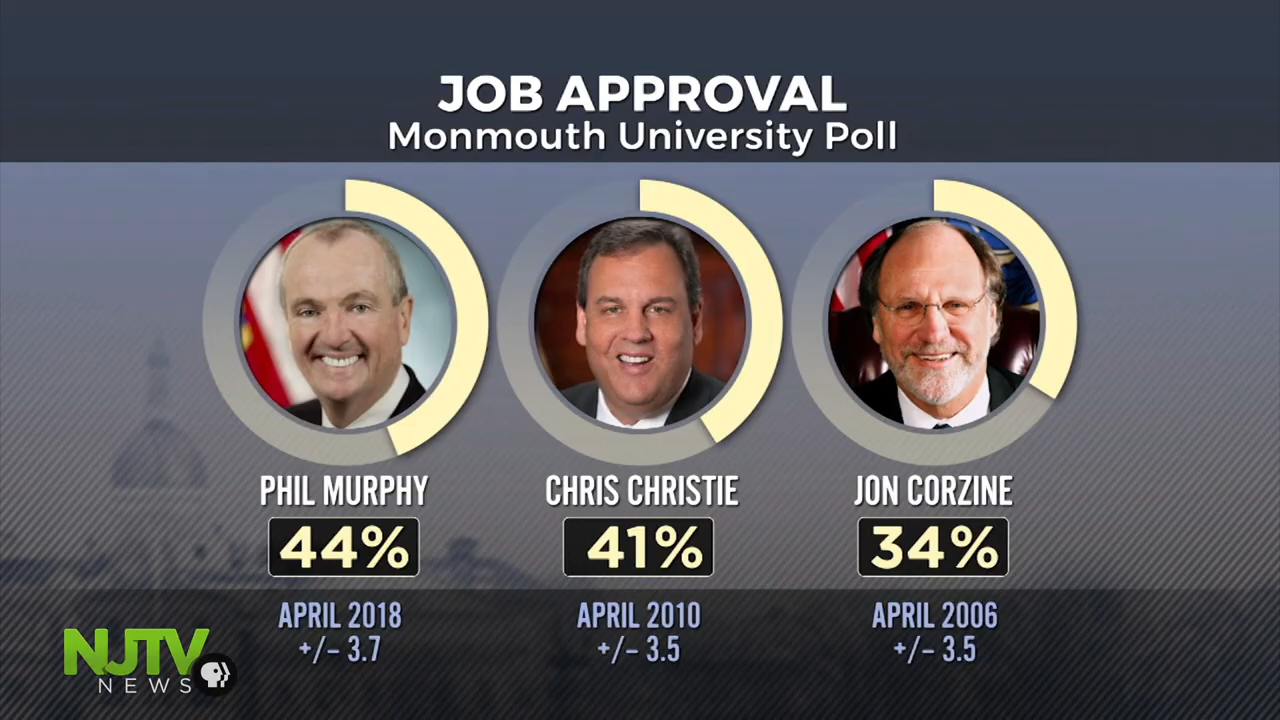 JOB APPROVAL
Monmouth University Poll
PHIL MURPHY
44%
APRIL 2018
+/– 3.7
CHRIS CHRISTIE
41%
APRIL 2010
+/– 3.5
JON CORZINE
34%
APRIL 2006
+/– 3.5
NJTV
NEWS